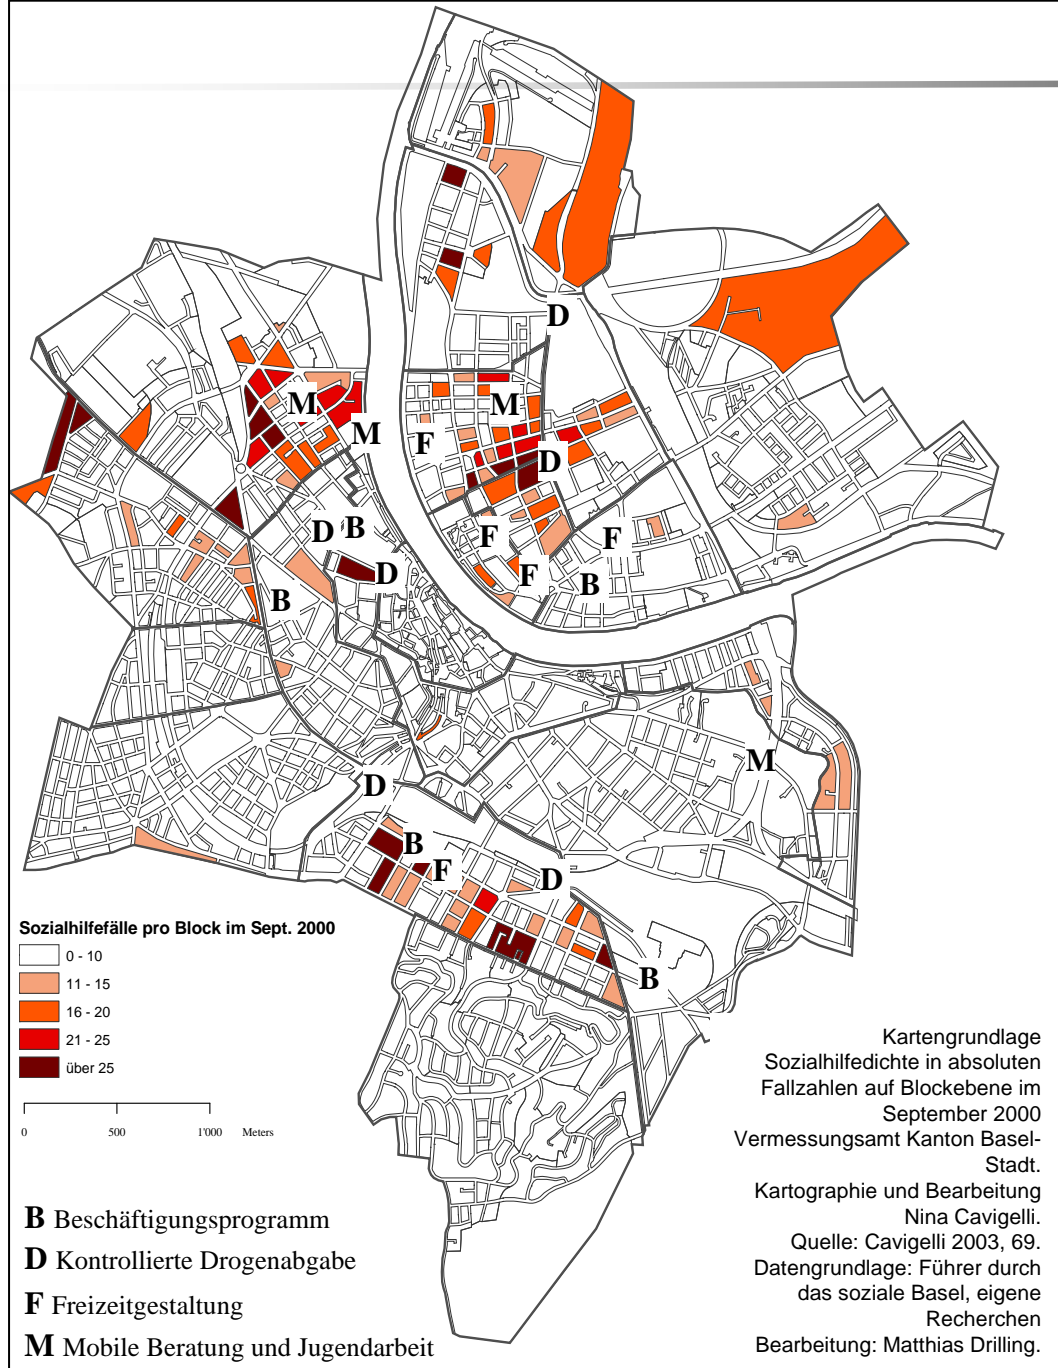 D
M
M
M
F
D
D
B
F
F
F
D
B
B
M
D
B
F
D
B
Sozialhilfefälle pro Block im Sept. 2000
0 - 10
11 - 15
16 - 20
21 - 25
über 25
0 500 1'000 Meters
B Beschäftigungsprogramm
D Kontrollierte Drogenabgabe
F Freizeitgestaltung
M Mobile Beratung und Jugendarbeit
Kartengrundlage
Sozialhilfedichte in absoluten
Fallzahlen auf Blockebene im
September 2000
Vermessungsamt Kanton Basel-
Stadt.
Kartographie und Bearbeitung
Nina Cavigelli.
Quelle: Cavigelli 2003, 69.
Datengrundlage: Führer durch
das soziale Basel, eigene
Recherchen
Bearbeitung: Matthias Drilling.